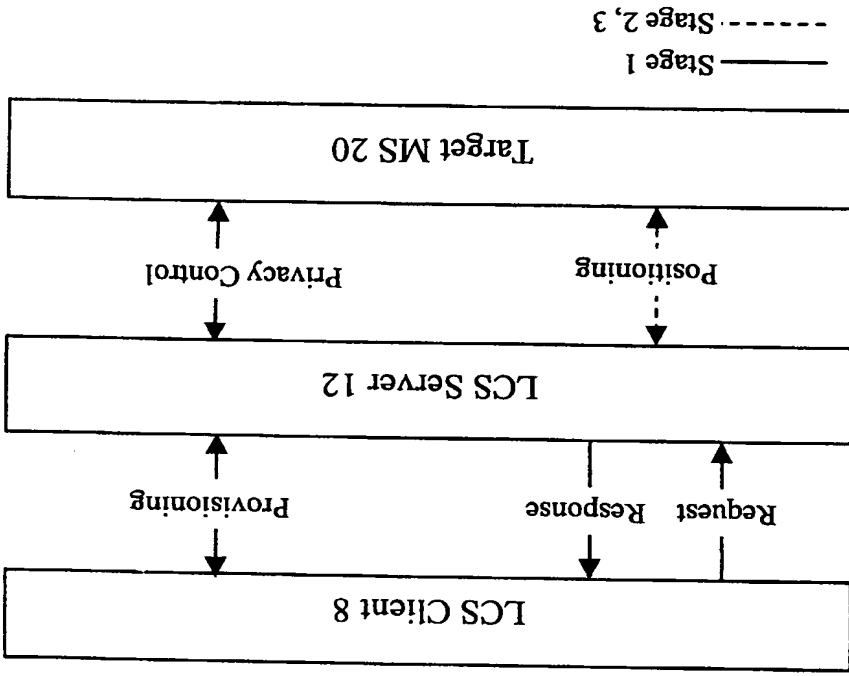 LCS Client 8
Request
Response
Provisioning
LCS Server 12
Positioning
Privacy Control
Target MS 20
Stage 1
Stage 2, 3